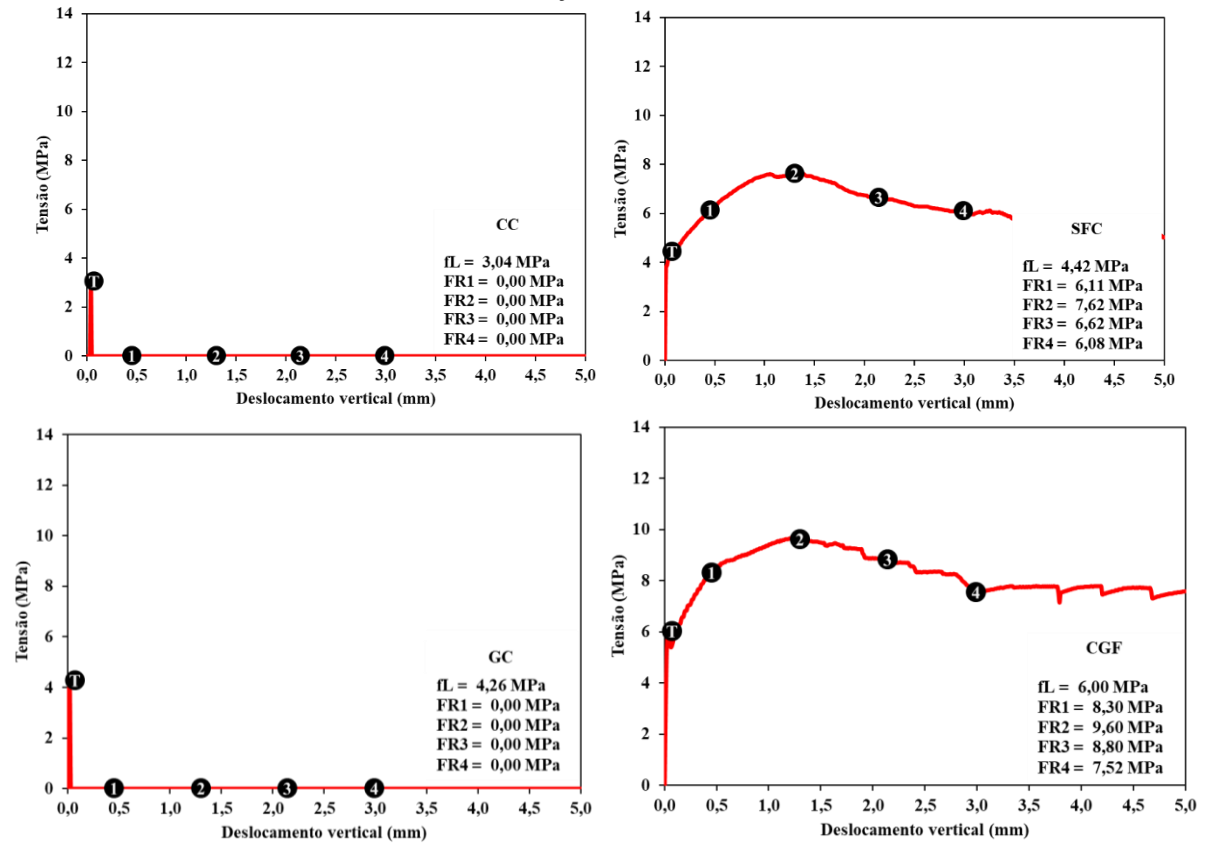 14
12
10
8
6
4
2
0
Tensão (MPa)
T
1
2
3
4
CC
fL = 3,04 MPa
FR1 = 0,00 MPa
FR2 = 0,00 MPa
FR3 = 0,00 MPa
FR4 = 0,00 MPa
0,0 0,5 1,0 1,5 2,0 2,5 3,0 3,5 4,0 4,5 5,0
Deslocamento vertical (mm)
14
12
10
8
6
4
2
0
Tensão (MPa)
T
1
2
3
4
SFC
fL = 4,42 MPa
FR1 = 6,11 MPa
FR2 = 7,62 MPa
FR3 = 6,62 MPa
FR4 = 6,08 MPa
0,0 0,5 1,0 1,5 2,0 2,5 3,0 3,5 4,0 4,5 5,0
Deslocamento vertical (mm)
14
12
10
8
6
4
2
0
Tensão (MPa)
T
1
2
3
4
GC
fL = 4,26 MPa
FR1 = 0,00 MPa
FR2 = 0,00 MPa
FR3 = 0,00 MPa
FR4 = 0,00 MPa
0,0 0,5 1,0 1,5 2,0 2,5 3,0 3,5 4,0 4,5 5,0
Deslocamento vertical (mm)
14
12
10
8
6
4
2
0
Tensão (MPa)
T
1
2
3
4
CGF
fL = 6,00 MPa
FR1 = 8,30 MPa
FR2 = 9,60 MPa
FR3 = 8,80 MPa
FR4 = 7,52 MPa
0,0 0,5 1,0 1,5 2,0 2,5 3,0 3,5 4,0 4,5 5,0
Deslocamento vertical (mm)